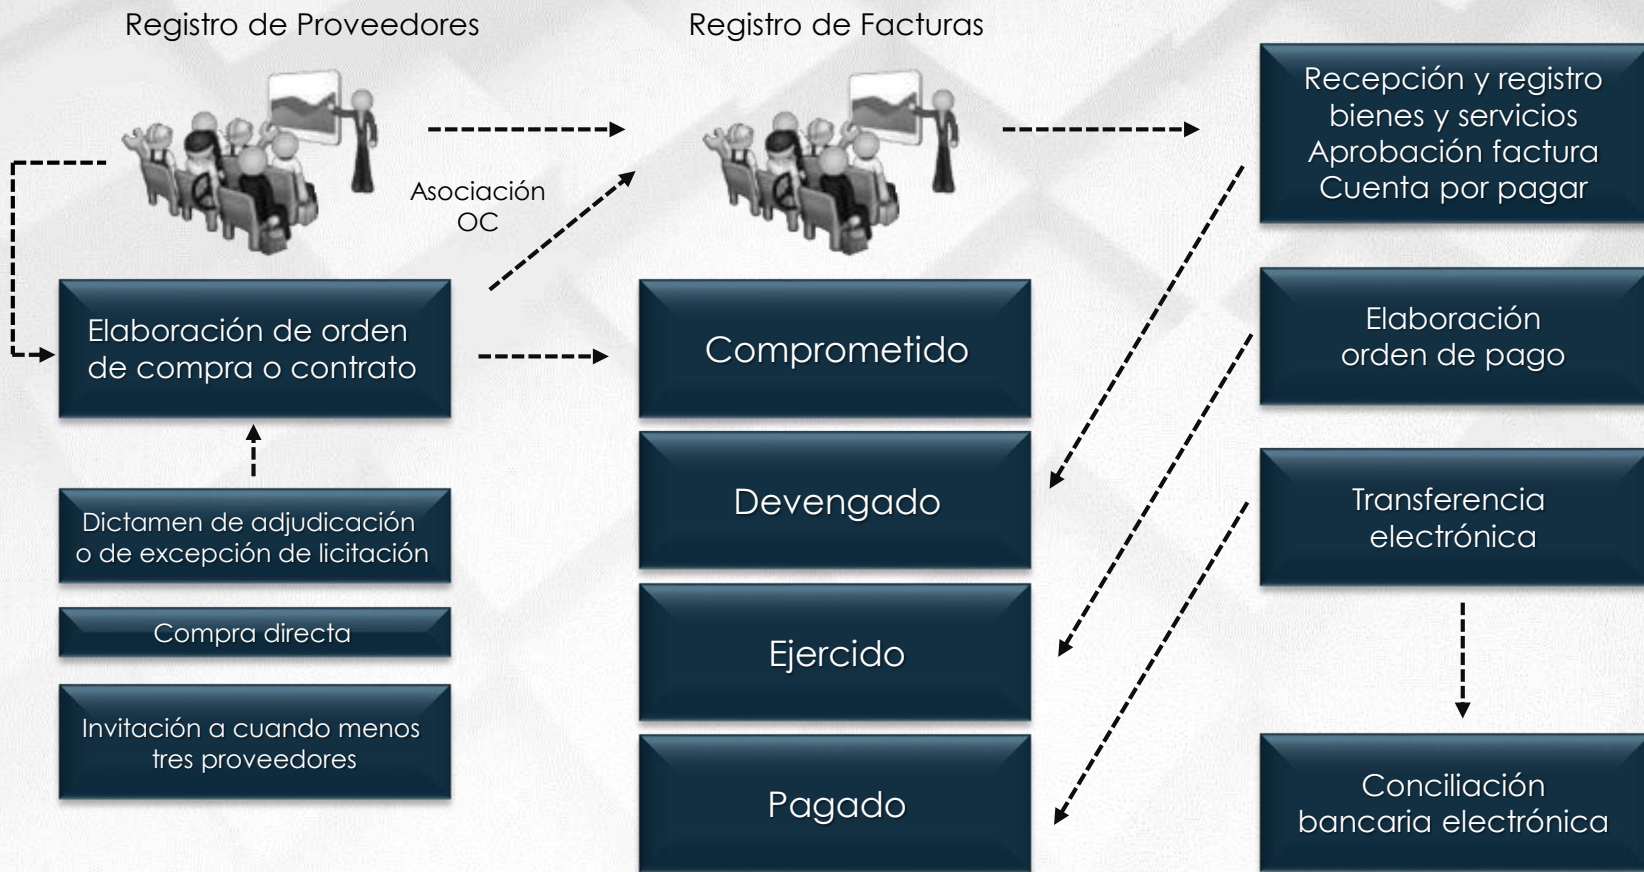 Registro de Proveedores
Registro de Facturas
Asociación
OC
Elaboración de orden
de compra o contrato
Dictamen de adjudicación
o de excepción de licitación
Compra directa
Invitación a cuando menos
tres proveedores
Comprometido
Devengado
Ejercido
Pagado
Recepción y registro
bienes y servicios
Aprobación factura
Cuenta por pagar
Elaboración
orden de pago
Transferencia
electrónica
Conciliación
bancaria electrónica